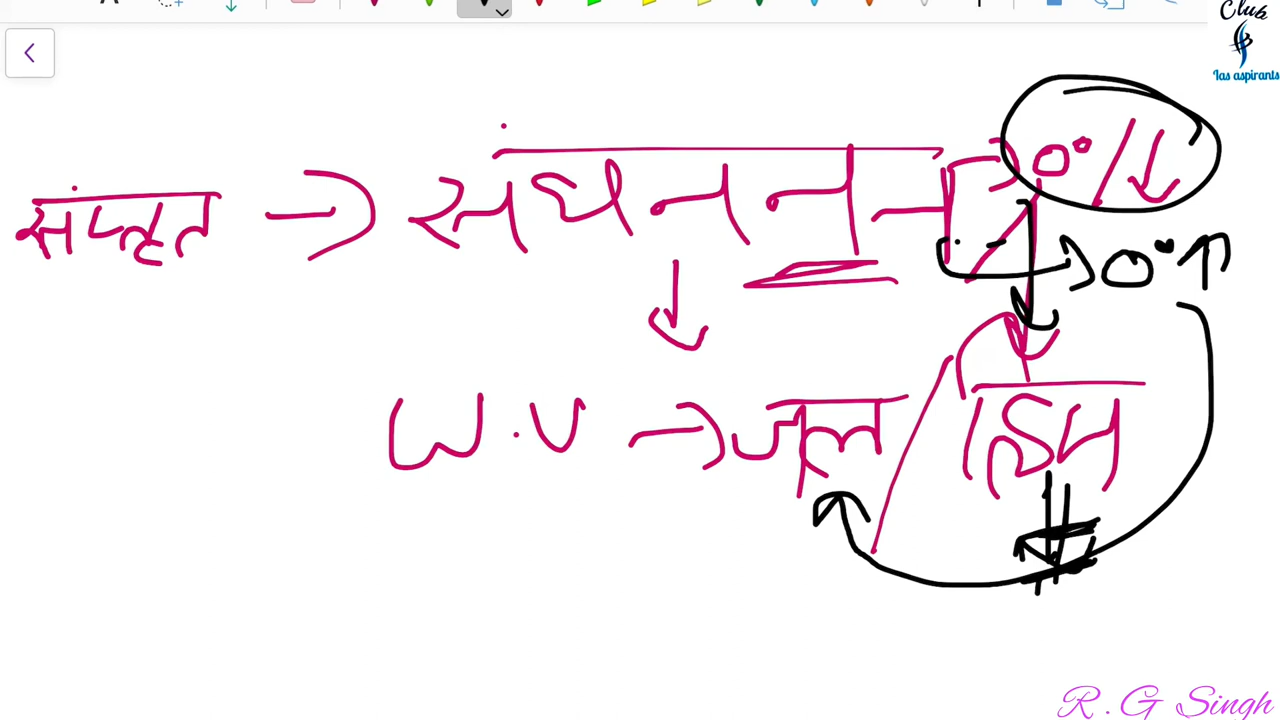 Club
Ias aspirants
संप्तृत → संघनन → 0° / ↓
→ 0° ↑
W.V → जल / हिम
R.G Singh